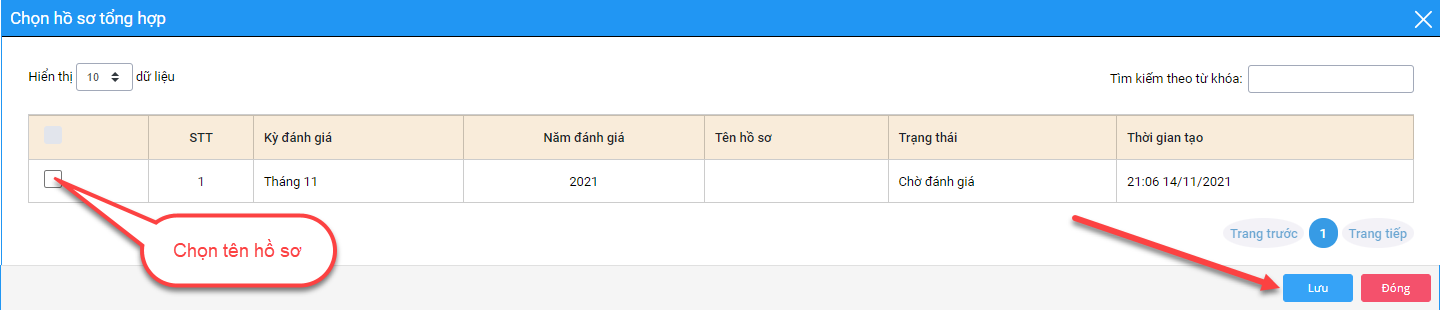 Chọn hồ sơ tổng hợp
Hiển thị 10 dữ liệu Tìm kiếm theo từ khóa:
STT Kỳ đánh giá Năm đánh giá Tên hồ sơ Trạng thái Thời gian tạo
1 Tháng 11 2021 Chờ đánh giá 21:06 14/11/2021
Trang trước 1 Trang tiếp
Chọn tên hồ sơ
Lưu Đóng